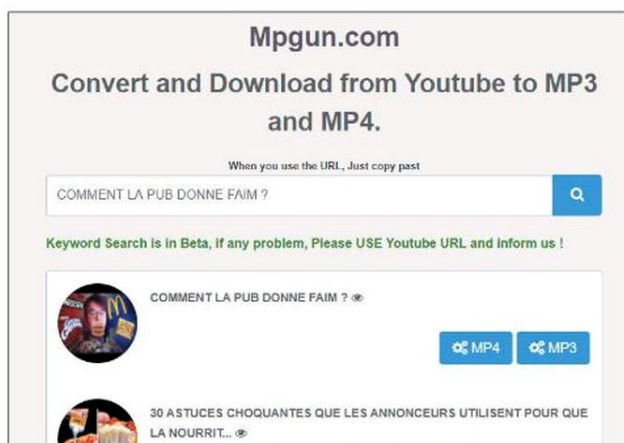 Mpgun.com
Convert and Download from Youtube to MP3
and MP4.
When you use the URL, Just copy past
COMMENT LA PUB DONNE FAIM ?
Keyword Search is in Beta, if any problem, Please USE Youtube URL and inform us !
COMMENT LA PUB DONNE FAIM ?
MP4 MP3
30 ASTUCES CHOQUANTES QUE LES ANNONCEURS UTILISENT POUR QUE
LA NOURRIT...